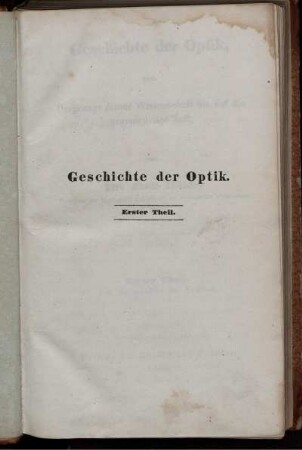 Geschichte der Optik.
Erster Theil.